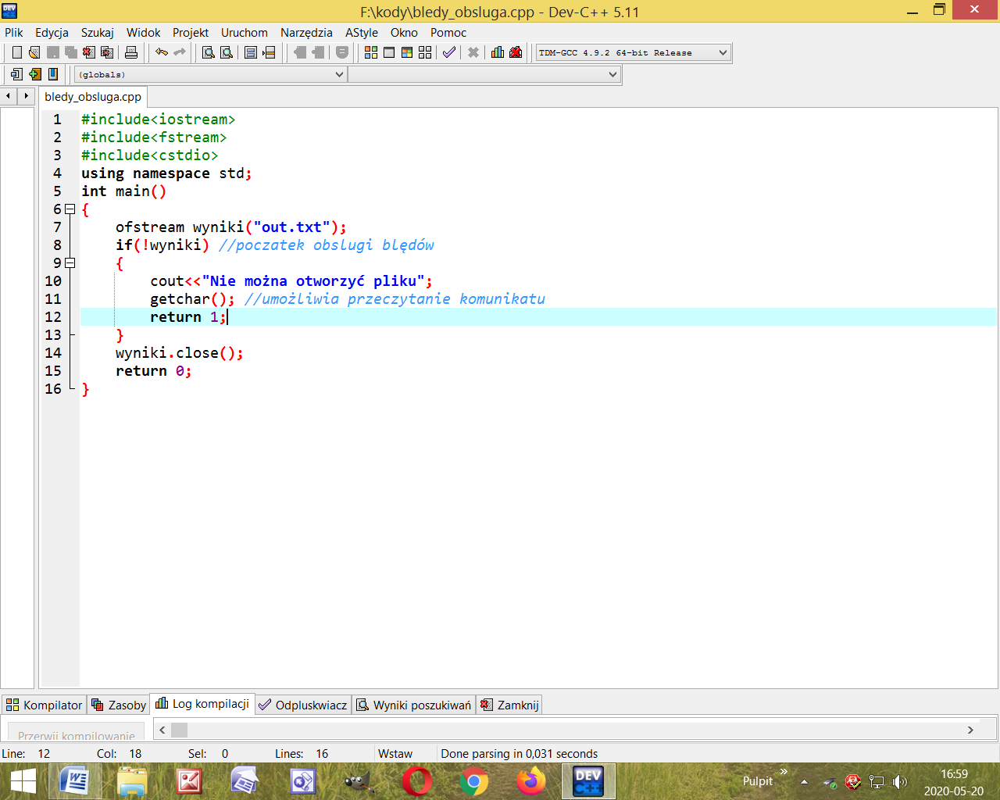 F:\kody\bledy_obsluga.cpp - Dev-C++ 5.11
Plik Edycja Szukaj Widok Projekt Uruchom Narzędzia AStyle Okno Pomoc
TDM-GCC 4.9.2 64-bit Release
(globals)
bledy_obsluga.cpp
1 #include<iostream>
2 #include<fstream>
3 #include<cstdio>
4 using namespace std;
5 int main()
6 {
7 ofstream wyniki("out.txt");
8 if(!wyniki) //poczatek obslugi blędów
9 {
10 cout<<"Nie można otworzyć pliku";
11 getchar(); //umożliwia przeczytanie komunikatu
12 return 1;
13 }
14 wyniki.close();
15 return 0;
16 }
Kompilator Zasoby Log kompilacji Odpluskwiacz Wyniki poszukiwań Zamknij
Przerwij kompilowanie
Line: 12 Col: 18 Sel: 0 Lines: 16 Wstaw Done parsing in 0,031 seconds
DEV C++
Pulpit » 16:59
2020-05-20